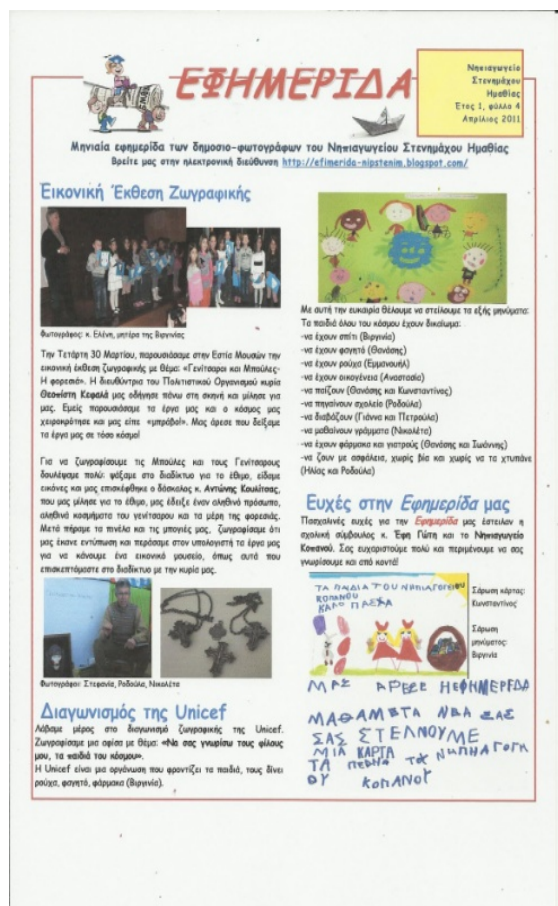 ΕΦΗΜΕΡΙΔΑ
Νηπιαγωγείο
Στενημάχου
Ημαθίας
Έτος 1, φύλλο 4
Απρίλιος 2011
Μηνιαία εφημερίδα των δημοσιο-φωτογράφων του Νηπιαγωγείου Στενημάχου Ημαθίας
Βρείτε μας στην ηλεκτρονική διεύθυνση http://efimerida-nipstenim.blogspot.com/
Εικονική Έκθεση Ζωγραφικής
Φωτογράφος: κ. Ελένη, μητέρα της Βιργινίας
Την Τετάρτη 30 Μαρτίου, παρουσιάσαμε στην Εστία Μουσών την
εικονική έκθεση ζωγραφικής με θέμα: «Γενίτσαροι και Μπούλες-
Η φορεσιά». Η διευθύντρια του Πολιτιστικού Οργανισμού κυρία
Θεανίστη Κεφαλά μας οδήγησε πάνω στη σκηνή και μίλησε για
μας. Εμείς παρουσιάσαμε τα έργα μας και ο κόσμος μας
χειροκρότησε και μας είπε «μπράβο!». Μας άρεσε που δείξαμε
τα έργα μας σε τόσο κόσμο!
Για να ζωγραφίσουμε τις Μπούλες και τους Γενίτσαρους
δουλέψαμε πολύ: ψάξαμε στο διαδίκτυο για το έθιμο, είδαμε
εικόνες και μας επισκέφθηκε ο δάσκαλος κ. Αντώνης Κουλίτσας,
που μας μίλησε για το έθιμο, μας έδειξε έναν αληθινό πρόσωπο,
αληθινά κοσμήματα του γενίτσαρου και τα μέρη της φορεσιάς.
Μετά πήραμε τα πινέλα και τις μπογιές μας, ζωγραφίσαμε ότι
μας έκανε εντύπωση και περάσαμε στον υπολογιστή τα έργα μας
για να κάνουμε ένα εικονικό μουσείο, όπως αυτά που
επισκεπτόμαστε στο διαδίκτυο με την κυρία μας.
Φωτογράφοι: Στεφανία, Ροδούλα, Νικολέτα
Διαγωνισμός της Unicef
Λάβαμε μέρος στο διαγωνισμό ζωγραφικής της Unicef.
Ζωγραφίσαμε μια αφίσα με θέμα: «Να σας γνωρίσω τους φίλους
μου, τα παιδιά του κόσμου».
Η Unicef είναι μια οργάνωση που φροντίζει τα παιδιά, τους δίνει
ρούχα, φαγητό, φάρμακα (Βιργινία).
Με αυτή την ευκαιρία θέλουμε να στείλουμε τα εξής μηνύματα:
Τα παιδιά όλου του κόσμου έχουν δικαίωμα:
-να έχουν σπίτι (Βιργινία)
-να έχουν φαγητό (Θανάσης)
-να έχουν ρούχα (Εμμανουήλ)
-να έχουν οικογένεια (Αναστασία)
-να παίζουν (Θανάσης και Κωνσταντίνος)
-να πηγαίνουν σχολείο (Ροδούλα)
-να διαβάζουν (Γιάννα και Πετρούλα)
-να μαθαίνουν γράμματα (Νικολέτα)
-να έχουν φάρμακα και γιατρούς (Θανάσης και Ιωάννης)
-να ζουν με ασφάλεια, χωρίς βία και χωρίς να τα χτυπάνε
(Ηλίας και Ροδούλα)
Ευχές στην Εφημερίδα μας
Πασχαλινές ευχές για την Εφημερίδα μας έστειλαν η
σχολική σύμβουλος κ. Έφη Γώτη και το Νηπιαγωγείο
Κοπανού. Σας ευχαριστούμε πολύ και περιμένουμε να σας
γνωρίσουμε και από κοντά!
ΤΑ ΠΑΙΔΙΑ ΤΟΥ ΝΗΠΙΑΓΩΓΕΙΟΥ
ΚΟΠΑΝΟΥ
ΚΑΛΟ ΠΑΣΧΑ
Σάρωση κάρτας:
Κωνσταντίνος
Σάρωση
μηνύματος:
Βιργινία
ΜΑΣ ΑΡΕΣΕ Η ΕΦΗΜΕΡΙΔΑ
ΜΑΘΑΜΕ ΤΑ ΝΕΑ ΣΑΣ
ΣΑΣ ΣΤΕΛΝΟΥΜΕ
ΜΙΑ ΚΑΡΤΑ
ΚΟΠΑΝΟΥ